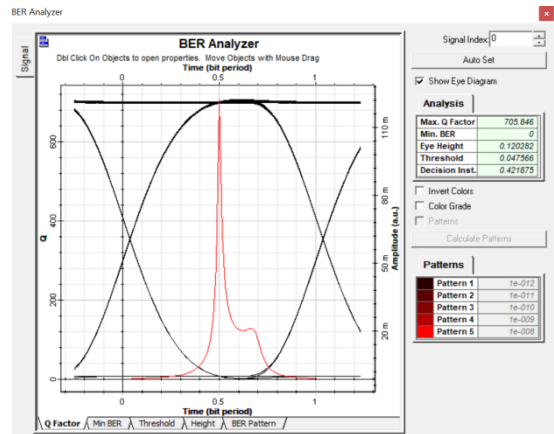 BER Analyzer
Signal
BER Analyzer
Dbl Click On Objects to open properties. Move Objects with Mouse Drag
Time (bit period)
0 0.5 1
Q
600
400
200
0
110 m
80 m
50 m
20 m
Amplitude (a.u.)
0 0.5 1
Time (bit period)
Q Factor Min BER Threshold Height BER Pattern
Signal Index: 0
Auto Set
Show Eye Diagram
Analysis
Max. Q Factor 705.846
Min. BER 0
Eye Height 0.120282
Threshold 0.047566
Decision Inst. 0.421875
Invert Colors
Color Grade
Patterns
Calculate Patterns
Patterns
Pattern 1 1e-012
Pattern 2 1e-011
Pattern 3 1e-010
Pattern 4 1e-009
Pattern 5 1e-008